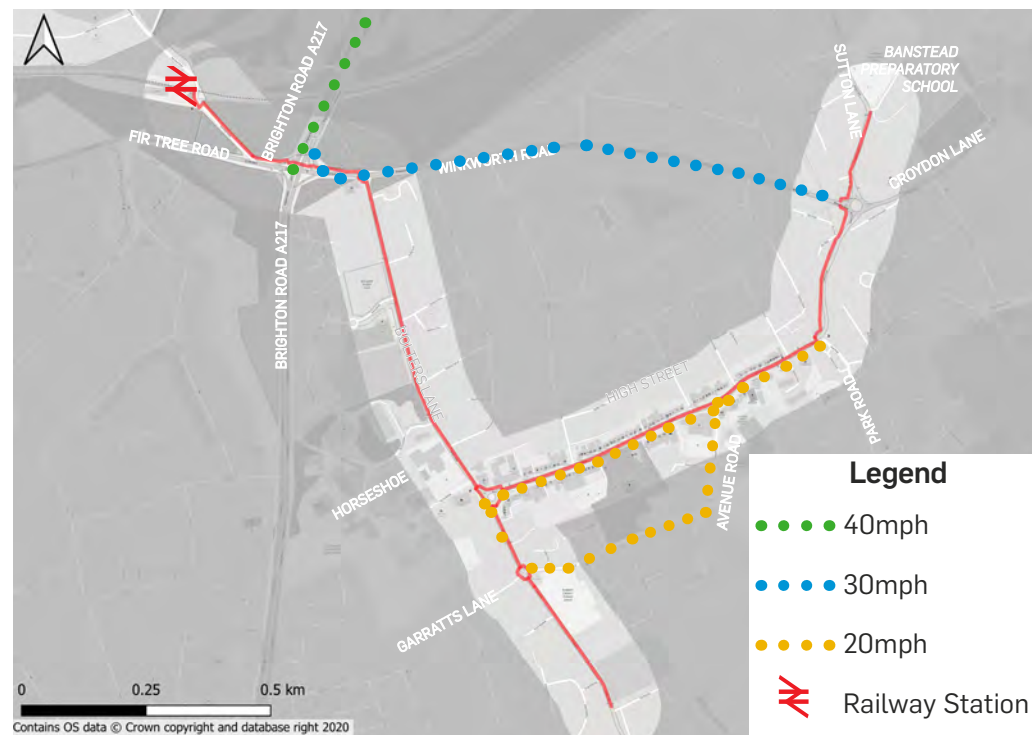 BRIGHTON ROAD A217
SUTTON LANE
BANSTEAD
PREPARATORY
SCHOOL
FIR TREE ROAD
WINKWORTH ROAD
CROYDON LANE
BRIGHTON ROAD A217
BOLTERS LANE
HIGH STREET
PARK ROAD
HORSESHOE
AVENUE ROAD
GARRATTS LANE
Legend
40mph
30mph
20mph
Railway Station
0 0.25 0.5 km
Contains OS data © Crown copyright and database right 2020